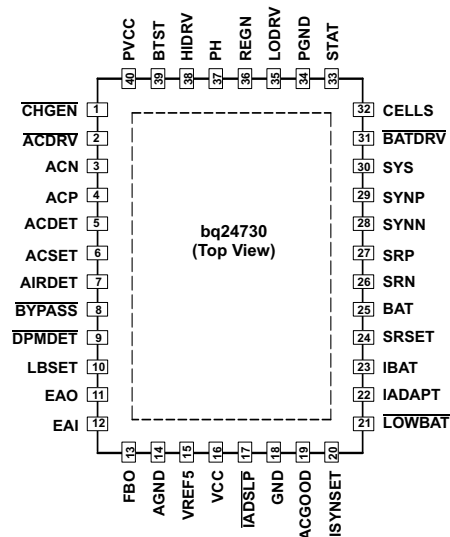 PVCC
BTST
HIDRV
PH
REGN
LODRV
PGND
STAT
40
39
38
37
36
35
34
33
CHGEN 1
ACDRV 2
ACN 3
ACP 4
ACDET 5
ACSET 6
AIRDET 7
BYPASS 8
DPMDET 9
LBSET 10
EAO 11
EAI 12
bq24730
(Top View)
32 CELLS
31 BATDRV
30 SYS
29 SYNP
28 SYNN
27 SRP
26 SRN
25 BAT
24 SRSET
23 IBAT
22 IADAPT
21 LOWBAT
13
14
15
16
17
18
19
20
FBO
AGND
VREF5
VCC
IADSLP
GND
ACGOOD
ISYNSET